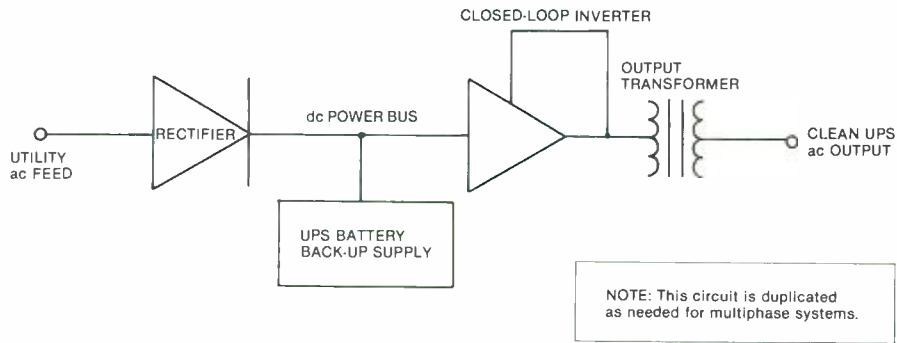 CLOSED-LOOP INVERTER
OUTPUT
TRANSFORMER
RECTIFIER
dc POWER BUS
UTILITY
ac FEED
CLEAN UPS
ac OUTPUT
UPS BATTERY
BACK-UP SUPPLY
NOTE: This circuit is duplicated
as needed for multiphase systems.